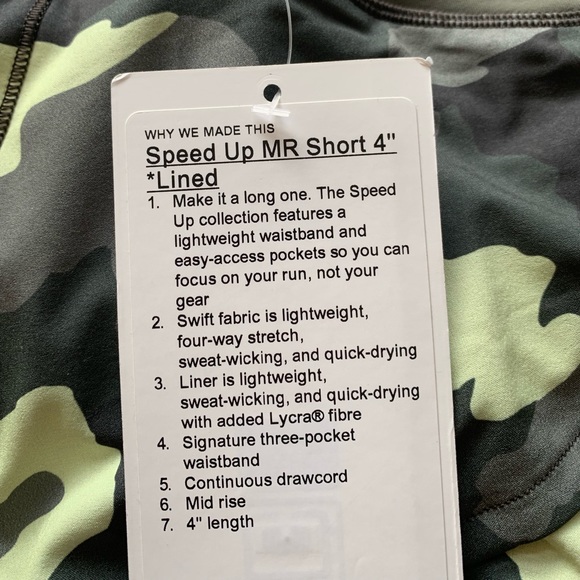 WHY WE MADE THIS
Speed Up MR Short 4"
*Lined
1. Make it a long one. The Speed
Up collection features a
lightweight waistband and
easy-access pockets so you can
focus on your run, not your
gear
2. Swift fabric is lightweight,
four-way stretch,
sweat-wicking, and quick-drying
3. Liner is lightweight,
sweat-wicking, and quick-drying
with added Lycra® fibre
4. Signature three-pocket
waistband
5. Continuous drawcord
6. Mid rise
7. 4" length